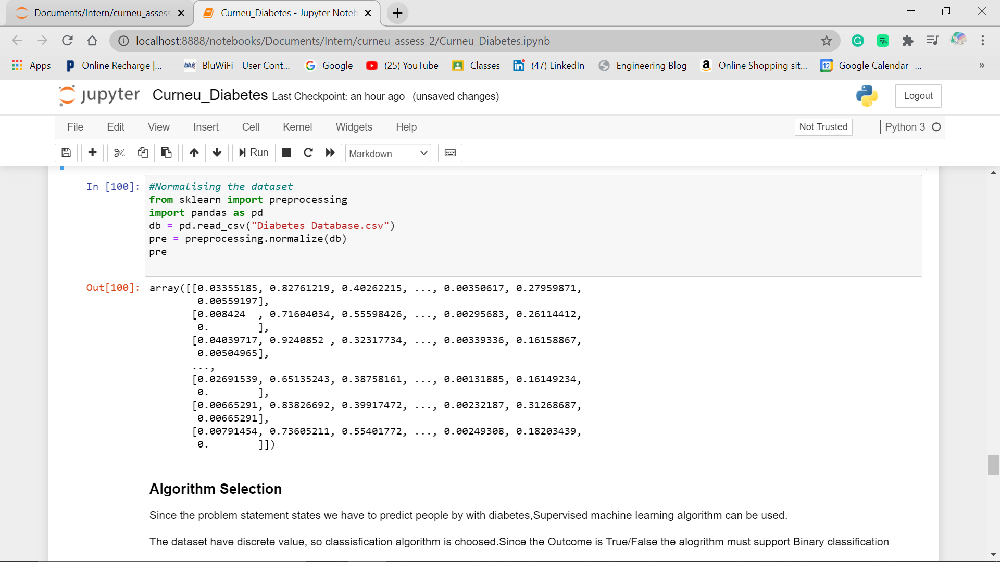 Documents/Intern/curneu_assess
Curneu_Diabetes - Jupyter Noteb
localhost:8888/notebooks/Documents/Intern/curneu_assess_2/Curneu_Diabetes.ipynb
Apps
Online Recharge |...
BluWiFi - User Cont...
Google
(25) YouTube
Classes
(47) LinkedIn
Engineering Blog
Online Shopping sit...
Google Calendar -...
jupyter Curneu_Diabetes Last Checkpoint: an hour ago (unsaved changes)
Logout
File Edit View Insert Cell Kernel Widgets Help
Not Trusted
Python 3
Run
Markdown
In [100]:
#Normalising the dataset
from sklearn import preprocessing
import pandas as pd
db = pd.read_csv("Diabetes Database.csv")
pre = preprocessing.normalize(db)
pre
Out[100]:
array([[0.03355185, 0.82761219, 0.40262215, ..., 0.00350617, 0.27959871,
0.00559197],
[0.008424  , 0.71604034, 0.55598426, ..., 0.00295683, 0.26114412,
0.        ],
[0.04039717, 0.9240852 , 0.32317734, ..., 0.00339336, 0.16158867,
0.00504965],
...,
[0.02691539, 0.65135243, 0.38758161, ..., 0.00131885, 0.16149234,
0.        ],
[0.00665291, 0.83826692, 0.39917472, ..., 0.00232187, 0.31268687,
0.00665291],
[0.00791454, 0.73605211, 0.55401772, ..., 0.00249308, 0.18203439,
0.        ]])
Algorithm Selection
Since the problem statement states we have to predict people by with diabetes,Supervised machine learning algorithm can be used.
The dataset have discrete value, so classisfication algorithm is choosed.Since the Outcome is True/False the alogrithm must support Binary classification